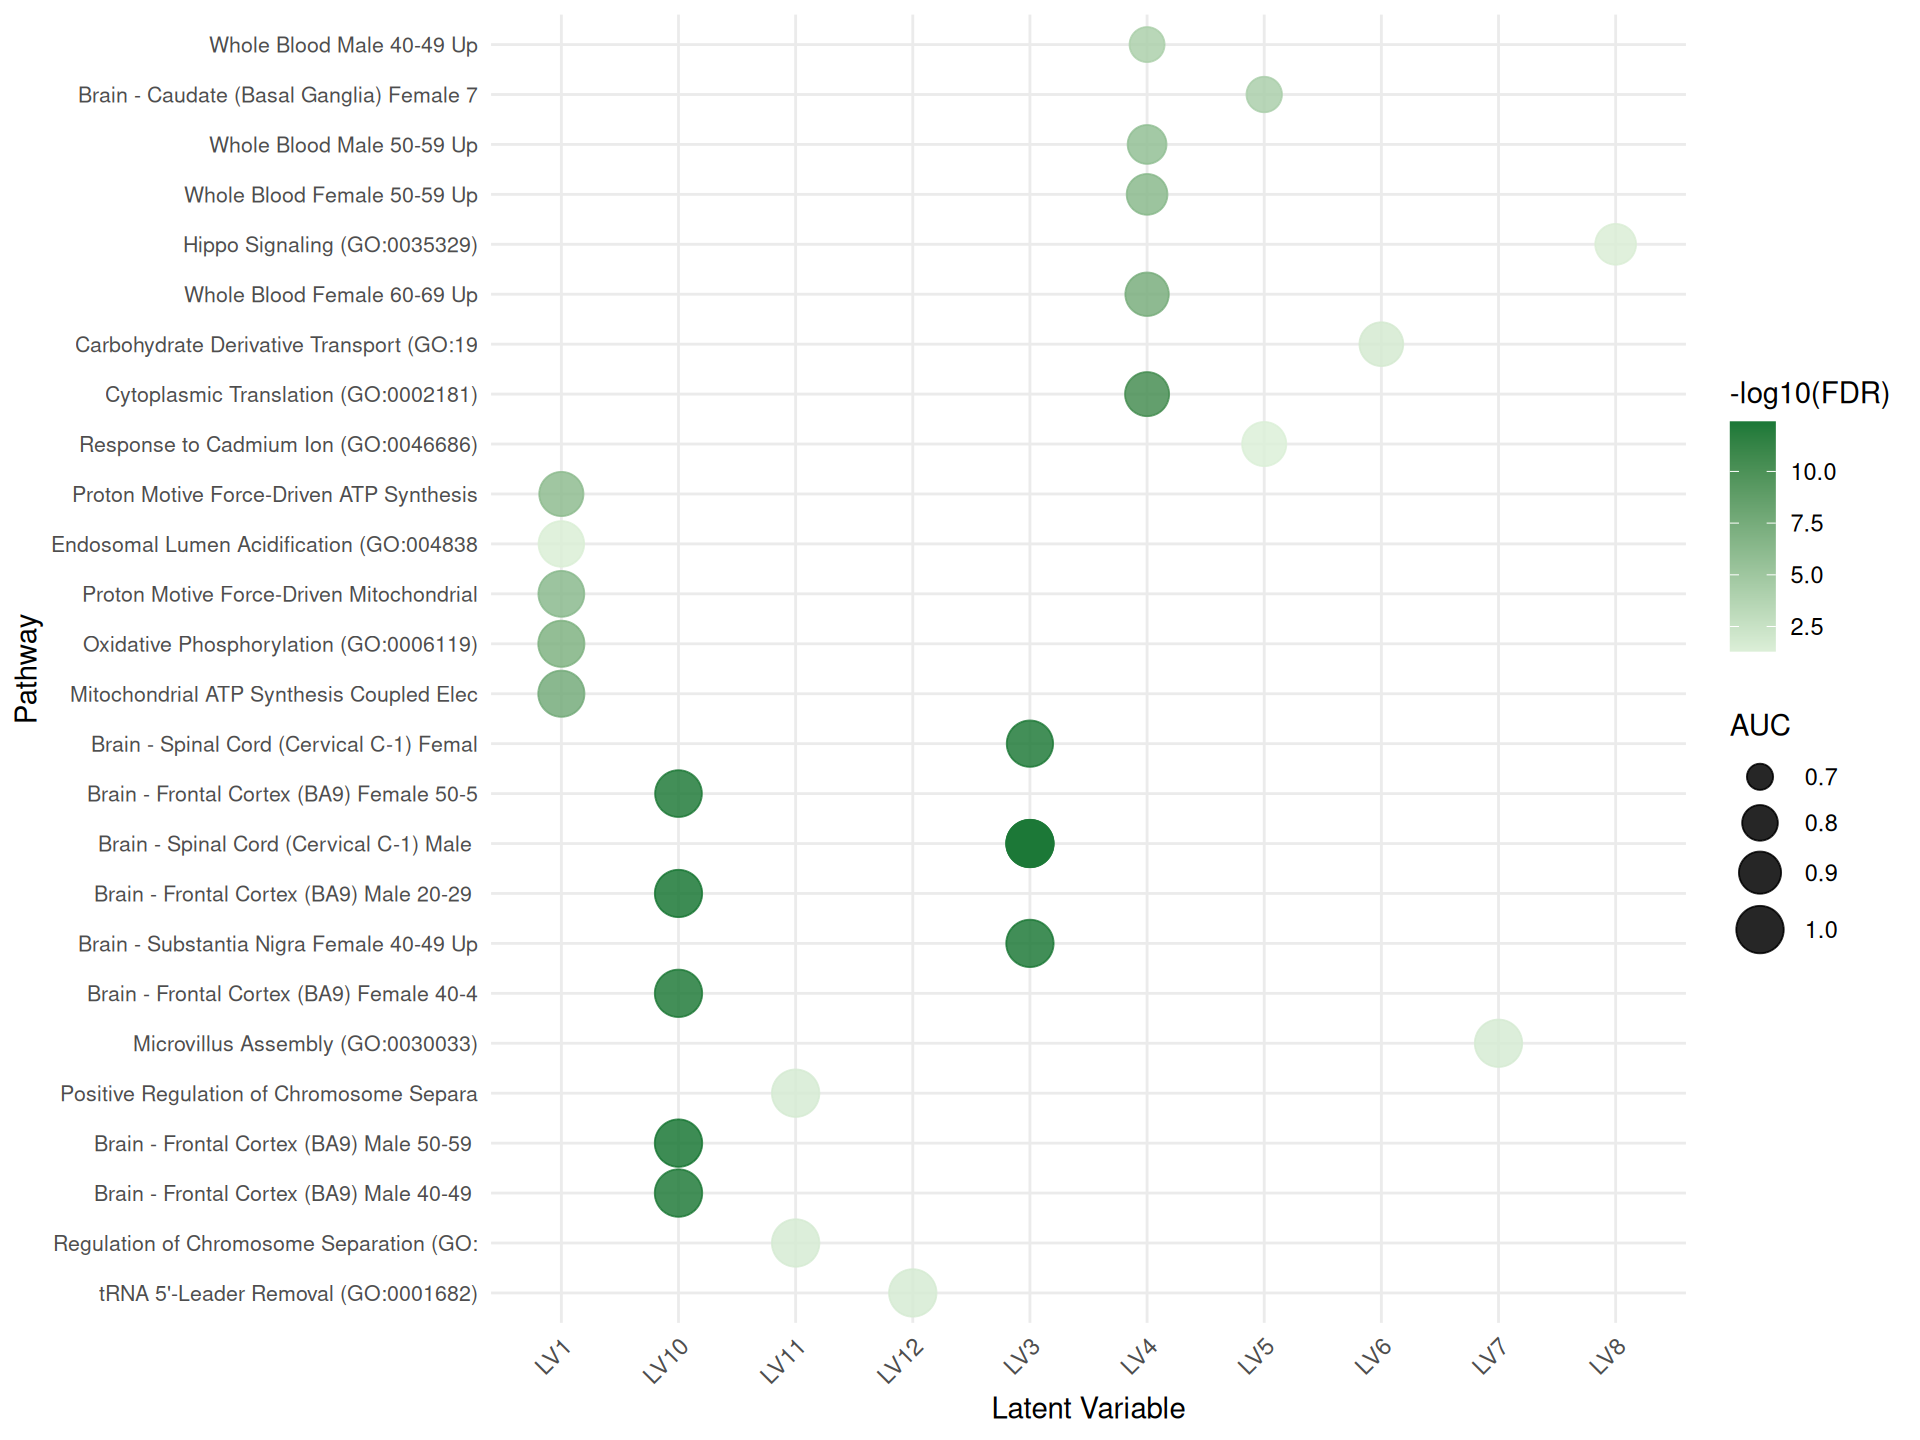 Whole Blood Male 40-49 Up
Brain - Caudate (Basal Ganglia) Female 7
Whole Blood Male 50-59 Up
Whole Blood Female 50-59 Up
Hippo Signaling (GO:0035329)
Whole Blood Female 60-69 Up
Carbohydrate Derivative Transport (GO:19
Cytoplasmic Translation (GO:0002181)
Response to Cadmium Ion (GO:0046686)
Proton Motive Force-Driven ATP Synthesis
Endosomal Lumen Acidification (GO:004838
Proton Motive Force-Driven Mitochondrial
Oxidative Phosphorylation (GO:0006119)
Mitochondrial ATP Synthesis Coupled Elec
Brain - Spinal Cord (Cervical C-1) Femal
Brain - Frontal Cortex (BA9) Female 50-5
Brain - Spinal Cord (Cervical C-1) Male
Brain - Frontal Cortex (BA9) Male 20-29
Brain - Substantia Nigra Female 40-49 Up
Brain - Frontal Cortex (BA9) Female 40-4
Microvillus Assembly (GO:0030033)
Positive Regulation of Chromosome Separa
Brain - Frontal Cortex (BA9) Male 50-59
Brain - Frontal Cortex (BA9) Male 40-49
Regulation of Chromosome Separation (GO:
tRNA 5'-Leader Removal (GO:0001682)
Pathway
LV1
LV10
LV11
LV12
LV3
LV4
LV5
LV6
LV7
LV8
Latent Variable
-log10(FDR)
10.0
7.5
5.0
2.5
AUC
0.7
0.8
0.9
1.0